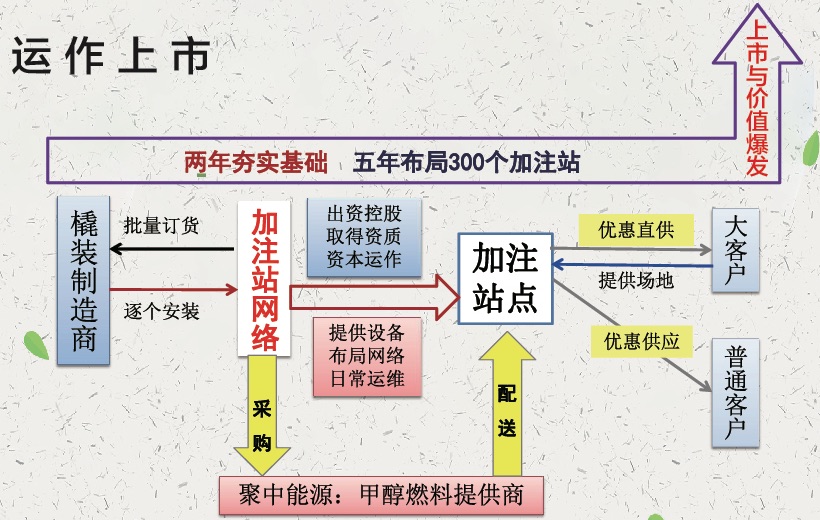 运作上市
上市与价值爆发
两年夯实基础 五年布局300个加注站
橇装制造商
批量订货
逐个安装
加注站网络
出资控股
取得资质
资本运作
提供设备
布局网络
日常运维
加注
站点
优惠直供
提供场地
优惠供应
大客户
普通客户
采购
配送
聚中能源：甲醇燃料提供商